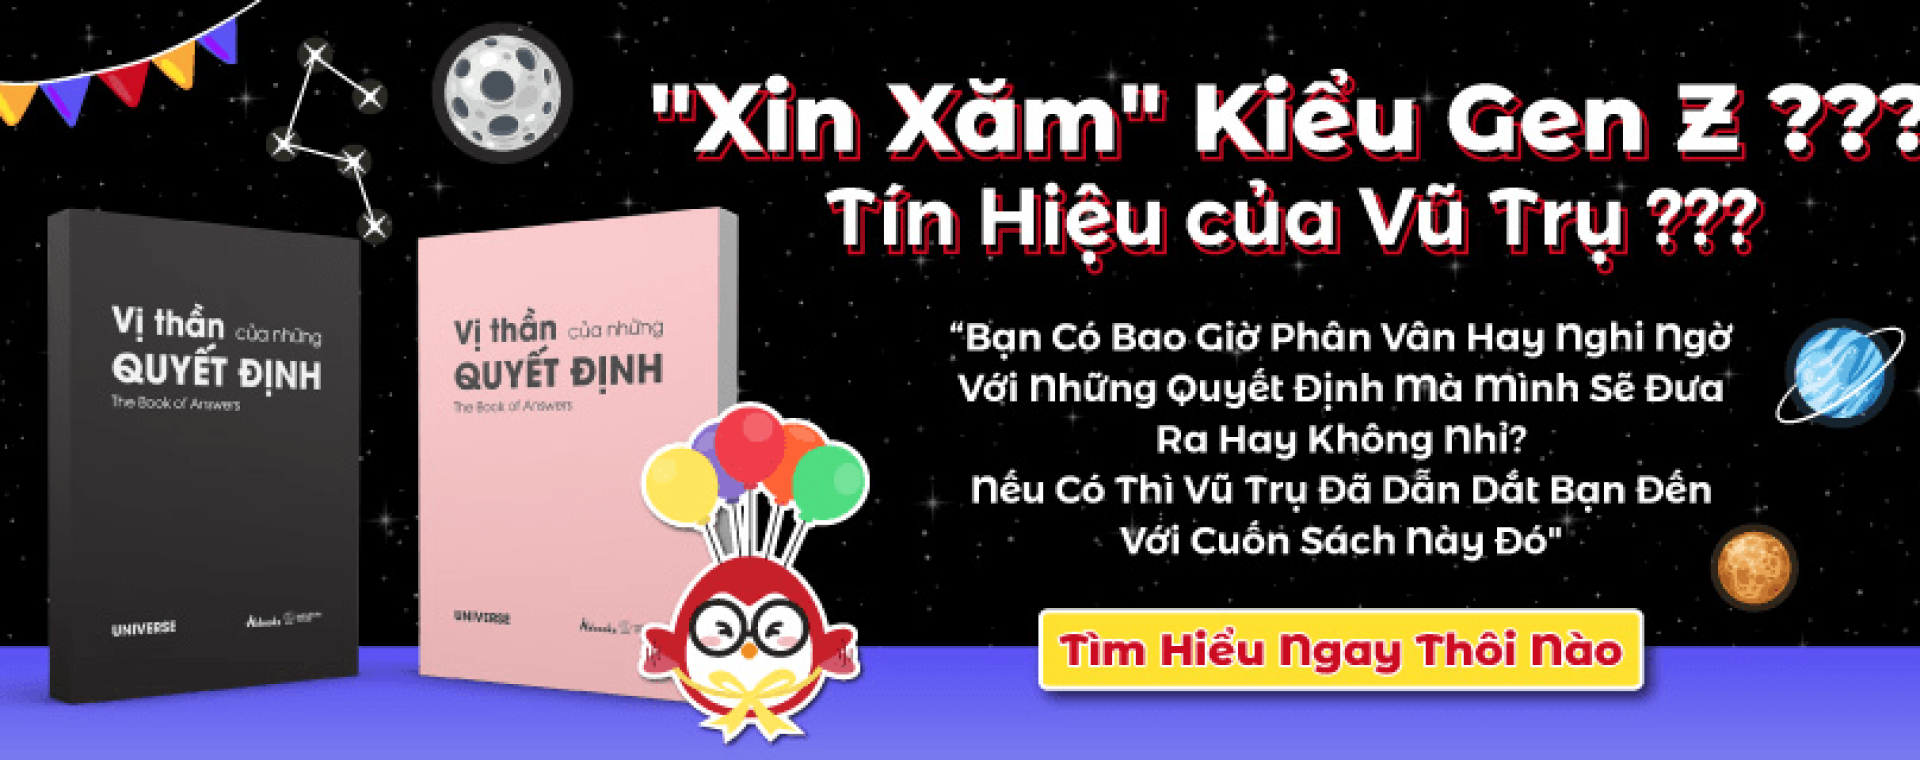 "Xin Xăm" Kiểu Gen Z ???
Tín Hiệu của Vũ Trụ ???
Vị thần của những
QUYẾT ĐỊNH
The Book of Answers
UNIVERSE
Vị thần của những
QUYẾT ĐỊNH
The Book of Answers
UNIVERSE
“Bạn Có Bao Giờ Phân Vân Hay Nghi Ngờ
Với Những Quyết Định Mà Mình Sẽ Đưa
Ra Hay Không Nhỉ?
Nếu Có Thì Vũ Trụ Đã Dẫn Dắt Bạn Đến
Với Cuốn Sách Này Đó"
Tìm Hiểu Ngay Thôi Nào